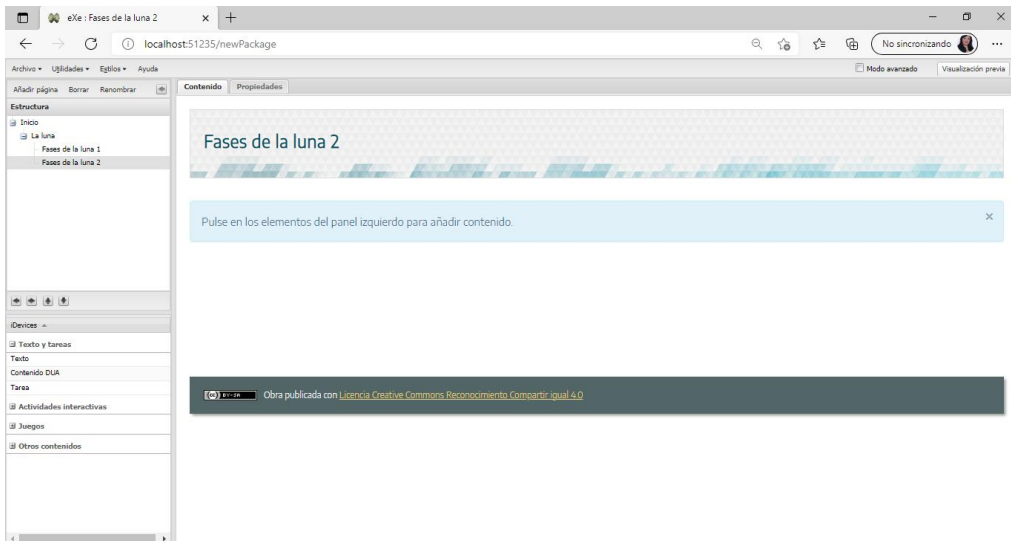 eXe : Fases de la luna 2
localhost:51235/newPackage
No sincronizando
Archivo Utilidades Estilos Ayuda
Modo avanzado
Visualización previa
Añadir página Borrar Renombrar
Contenido Propiedades
Estructura
Inicio
La luna
Fases de la luna 1
Fases de la luna 2
Fases de la luna 2
Pulse en los elementos del panel izquierdo para añadir contenido.
iDevices
Texto y tareas
Texto
Contenido DUA
Tarea
Actividades interactivas
Juegos
Otros contenidos
(cc) BY-SA Obra publicada con Licencia Creative Commons Reconocimiento Compartir igual 4.0